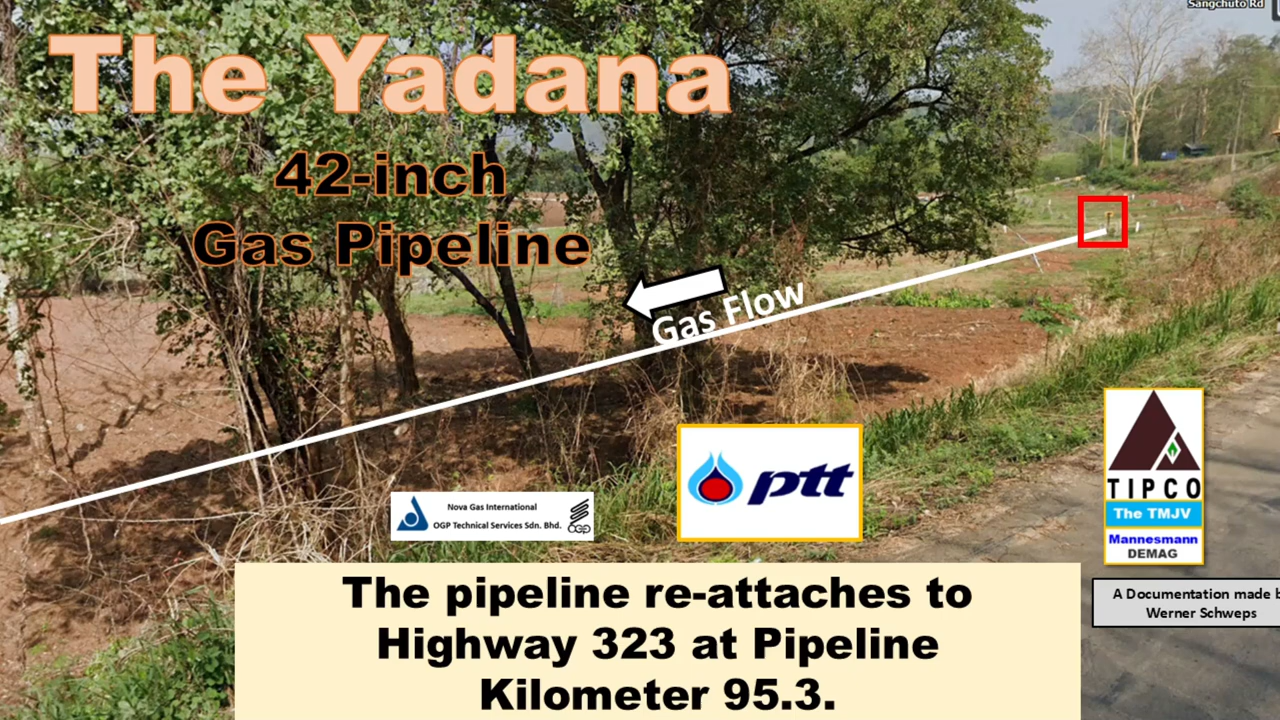 Sangchuto Rd
The Yadana
42-inch
Gas Pipeline
Gas Flow
Nova Gas International
OGP Technical Services Sdn. Bhd.
OGP
ptt
TIPCO
The TMJV
Mannesmann
DEMAG
A Documentation made b
Werner Schweps
The pipeline re-attaches to
Highway 323 at Pipeline
Kilometer 95.3.